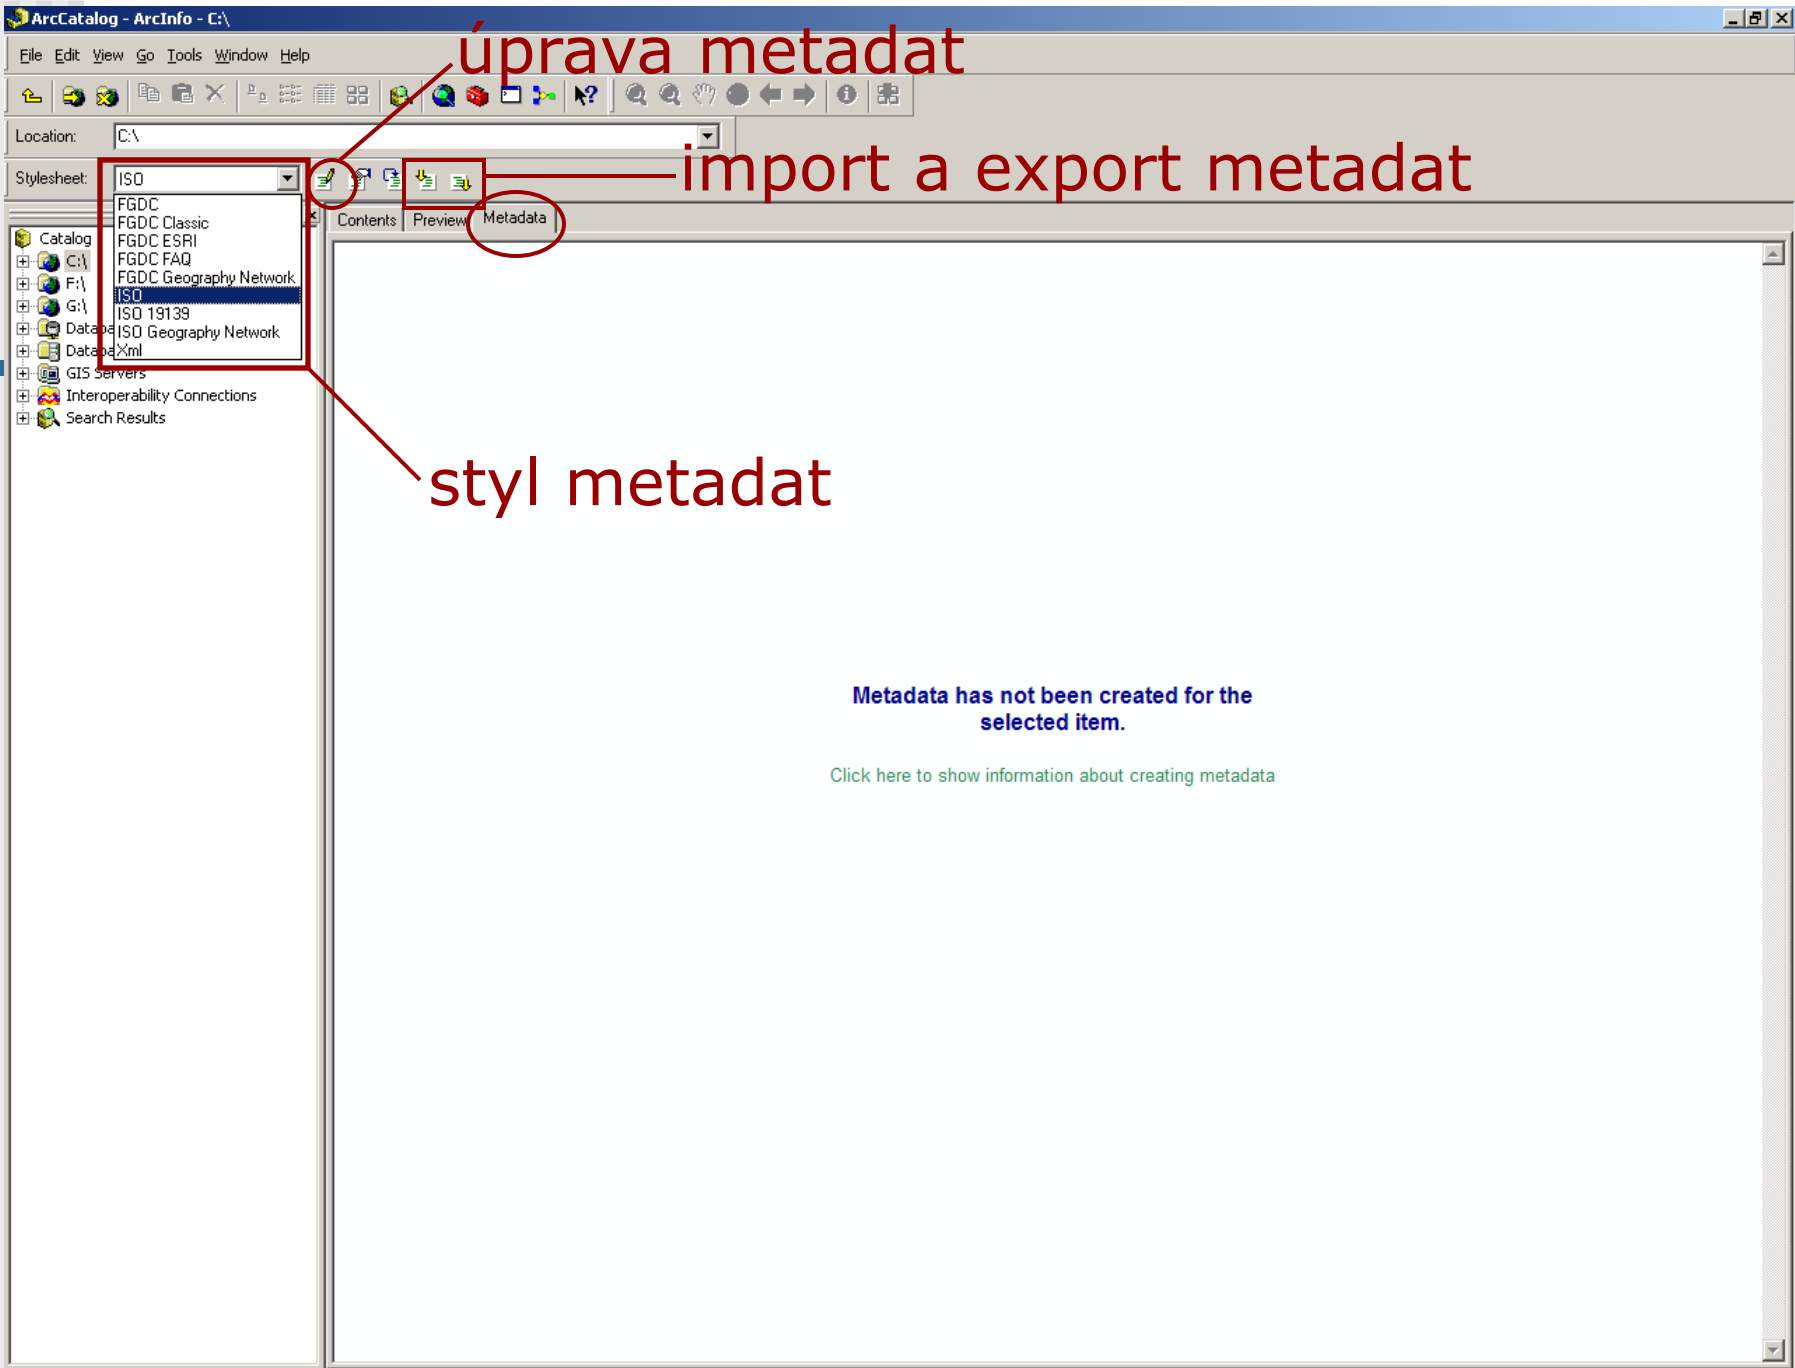 ArcCatalog - ArcInfo - C:\
File Edit View Go Tools Window Help
úprava metadat
Location: C:\
import a export metadat
Stylesheet: ISO
FGDC
FGDC Classic
FGDC ESRI
FGDC FAQ
FGDC Geography Network
ISO
ISO 19139
ISO Geography Network
Xml
Contents Preview Metadata
Catalog
C:\
F:\
G:\
GIS Servers
Interoperability Connections
Search Results
styl metadat
Metadata has not been created for the
selected item.
Click here to show information about creating metadata